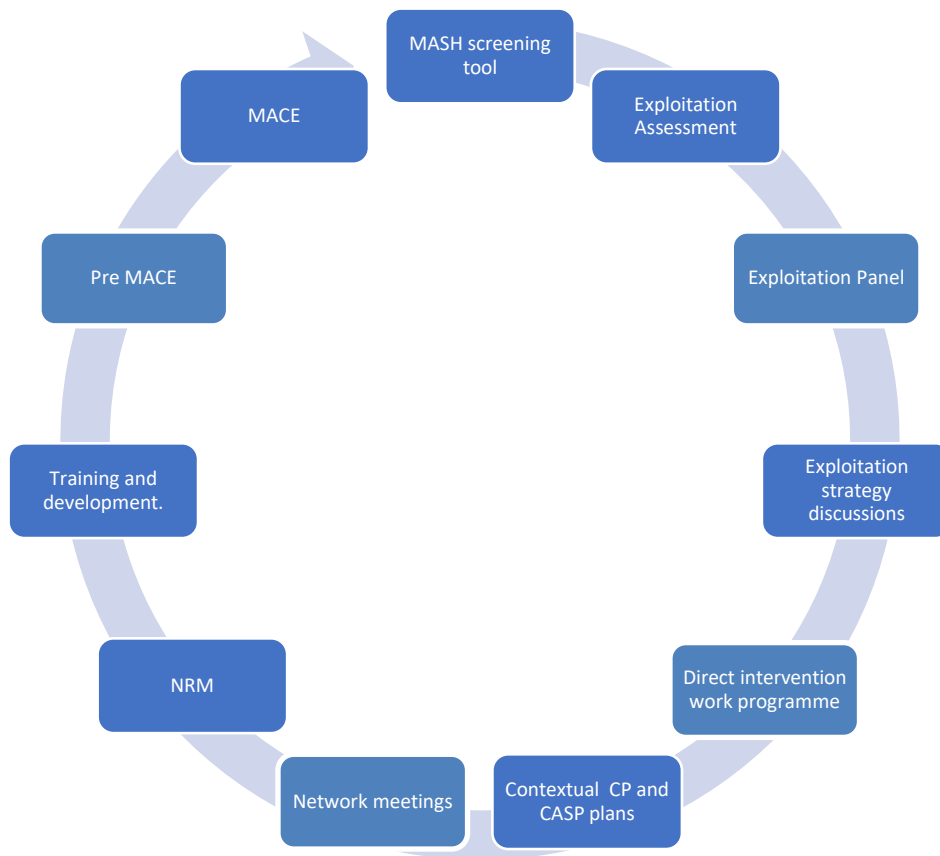 MASH screening
tool
Exploitation
Assessment
Exploitation Panel
Exploitation
strategy
discussions
Direct intervention
work programme
Contextual  CP and
CASP plans
Network meetings
NRM
Training and
development.
Pre MACE
MACE